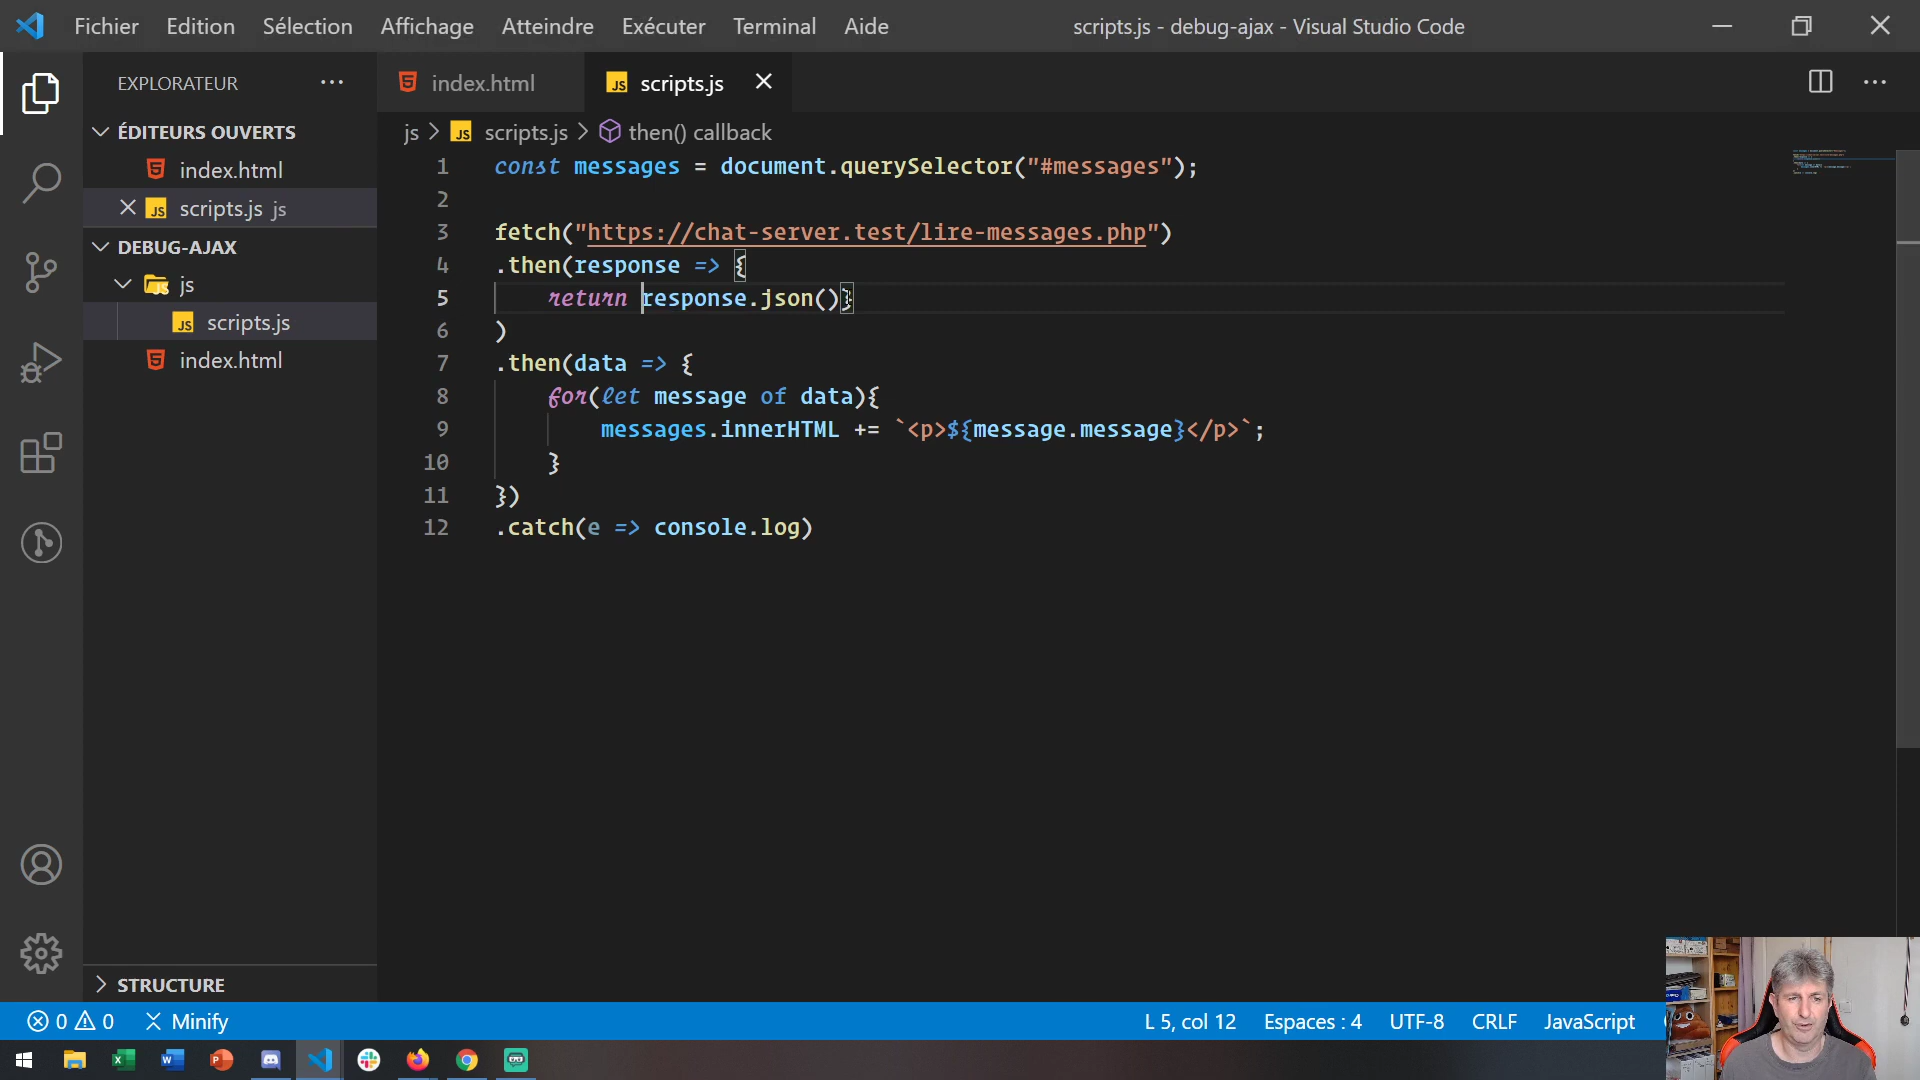 Fichier Edition Sélection Affichage Atteindre Exécuter Terminal Aide scripts.js - debug-ajax - Visual Studio Code
EXPLORATEUR
ÉDITEURS OUVERTS
index.html
scripts.js js
DEBUG-AJAX
js
scripts.js
index.html
STRUCTURE
index.html scripts.js
js scripts.js then() callback
1 const messages = document.querySelector("#messages");
2
3 fetch("https://chat-server.test/lire-messages.php")
4 .then(response => {
5 return response.json()}
6 )
7 .then(data => {
8 for(let message of data){
9 messages.innerHTML += `<p>${message.message}</p>`;
10 }
11 })
12 .catch(e => console.log)
0 0 Minify L 5, col 12 Espaces : 4 UTF-8 CRLF JavaScript